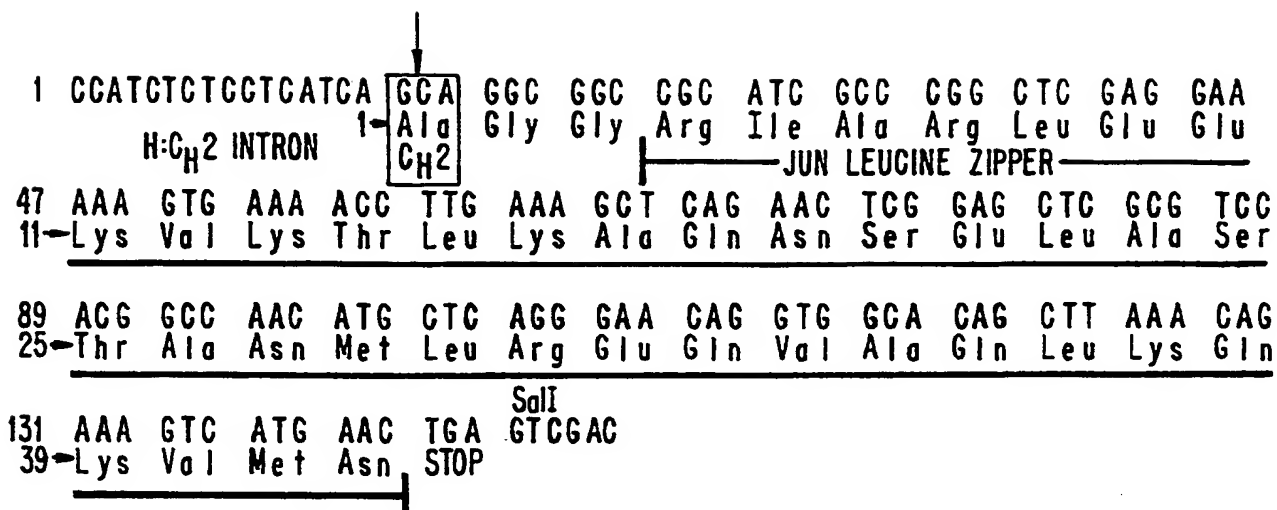 1 CCATCTCTCCTCATCA GCA GGC GGC CGC ATC GCC CGG CTC GAG GAA
1 Ala Gly Gly Arg Ile Ala Arg Leu Glu Glu
H:CH2 INTRON CH2 JUN LEUCINE ZIPPER
47 AAA GTG AAA ACC TTG AAA GCT CAG AAC TCG GAG CTC GCG TCC
11 Lys Val Lys Thr Leu Lys Ala Gln Asn Ser Glu Leu Ala Ser
89 ACG GCC AAC ATG CTC AGG GAA CAG GTG GCA CAG CTT AAA CAG
25 Thr Ala Asn Met Leu Arg Glu Gln Val Ala Gln Leu Lys Gln
SalI
131 AAA GTC ATG AAC TGA GTCGAC
39 Lys Val Met Asn STOP